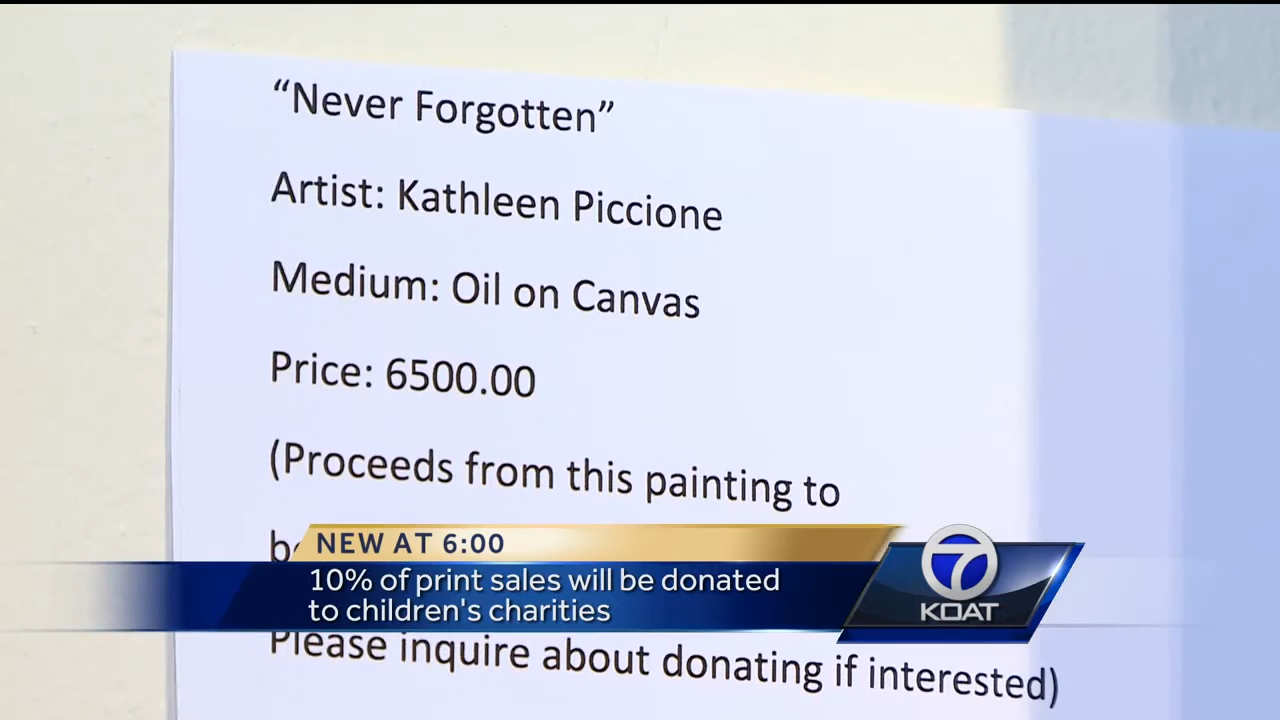 “Never Forgotten”
Artist: Kathleen Piccione
Medium: Oil on Canvas
Price: 6500.00
(Proceeds from this painting to
NEW AT 6:00
10% of print sales will be donated
to children's charities
7
KOAT
Please inquire about donating if interested)